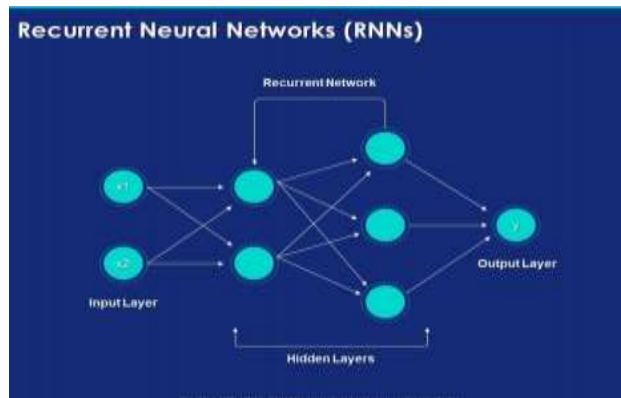 Recurrent Neural Networks (RNNs)
Recurrent Network
x1
x2
y
Input Layer
Output Layer
Hidden Layers